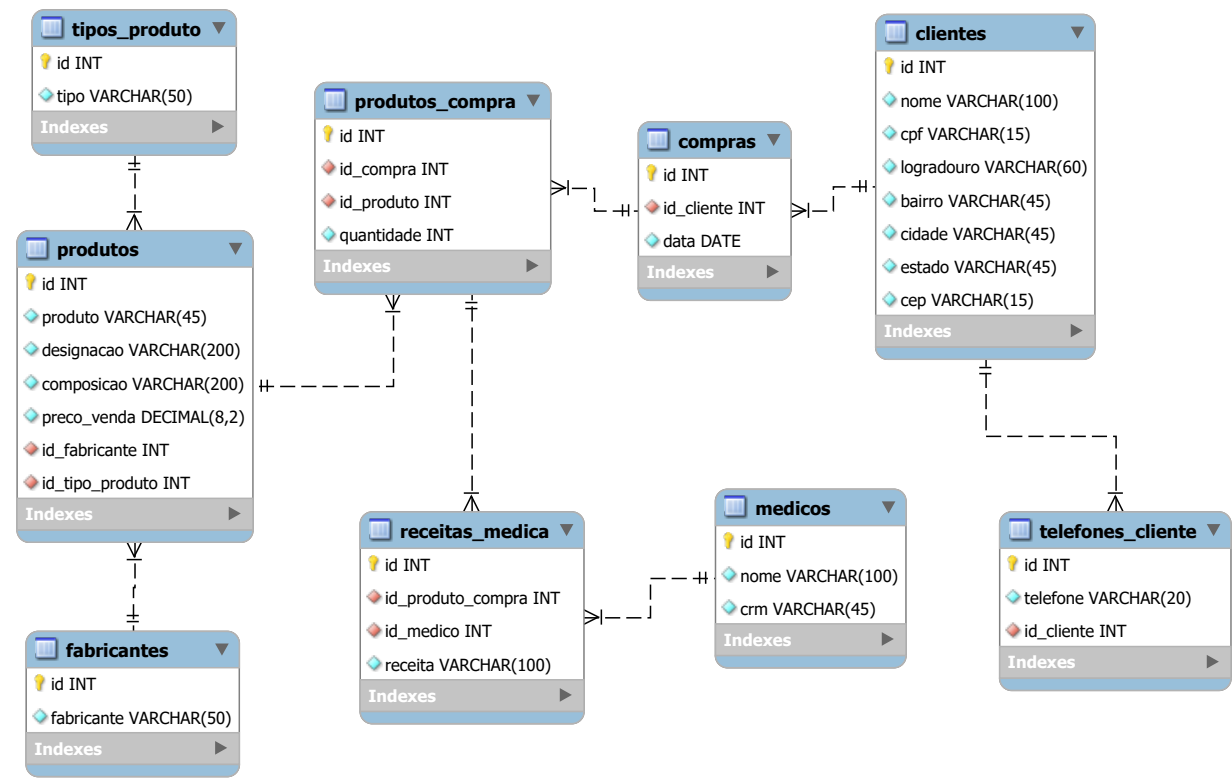 tipos_produto
id INT
tipo VARCHAR(50)
Indexes
produtos
id INT
produto VARCHAR(45)
designacao VARCHAR(200)
composicao VARCHAR(200)
preco_venda DECIMAL(8,2)
id_fabricante INT
id_tipo_produto INT
Indexes
fabricantes
id INT
fabricante VARCHAR(50)
Indexes
produtos_compra
id INT
id_compra INT
id_produto INT
quantidade INT
Indexes
receitas_medica
id INT
id_produto_compra INT
id_medico INT
receita VARCHAR(100)
Indexes
compras
id INT
id_cliente INT
data DATE
Indexes
medicos
id INT
nome VARCHAR(100)
crm VARCHAR(45)
Indexes
clientes
id INT
nome VARCHAR(100)
cpf VARCHAR(15)
logradouro VARCHAR(60)
bairro VARCHAR(45)
cidade VARCHAR(45)
estado VARCHAR(45)
cep VARCHAR(15)
Indexes
telefones_cliente
id INT
telefone VARCHAR(20)
id_cliente INT
Indexes